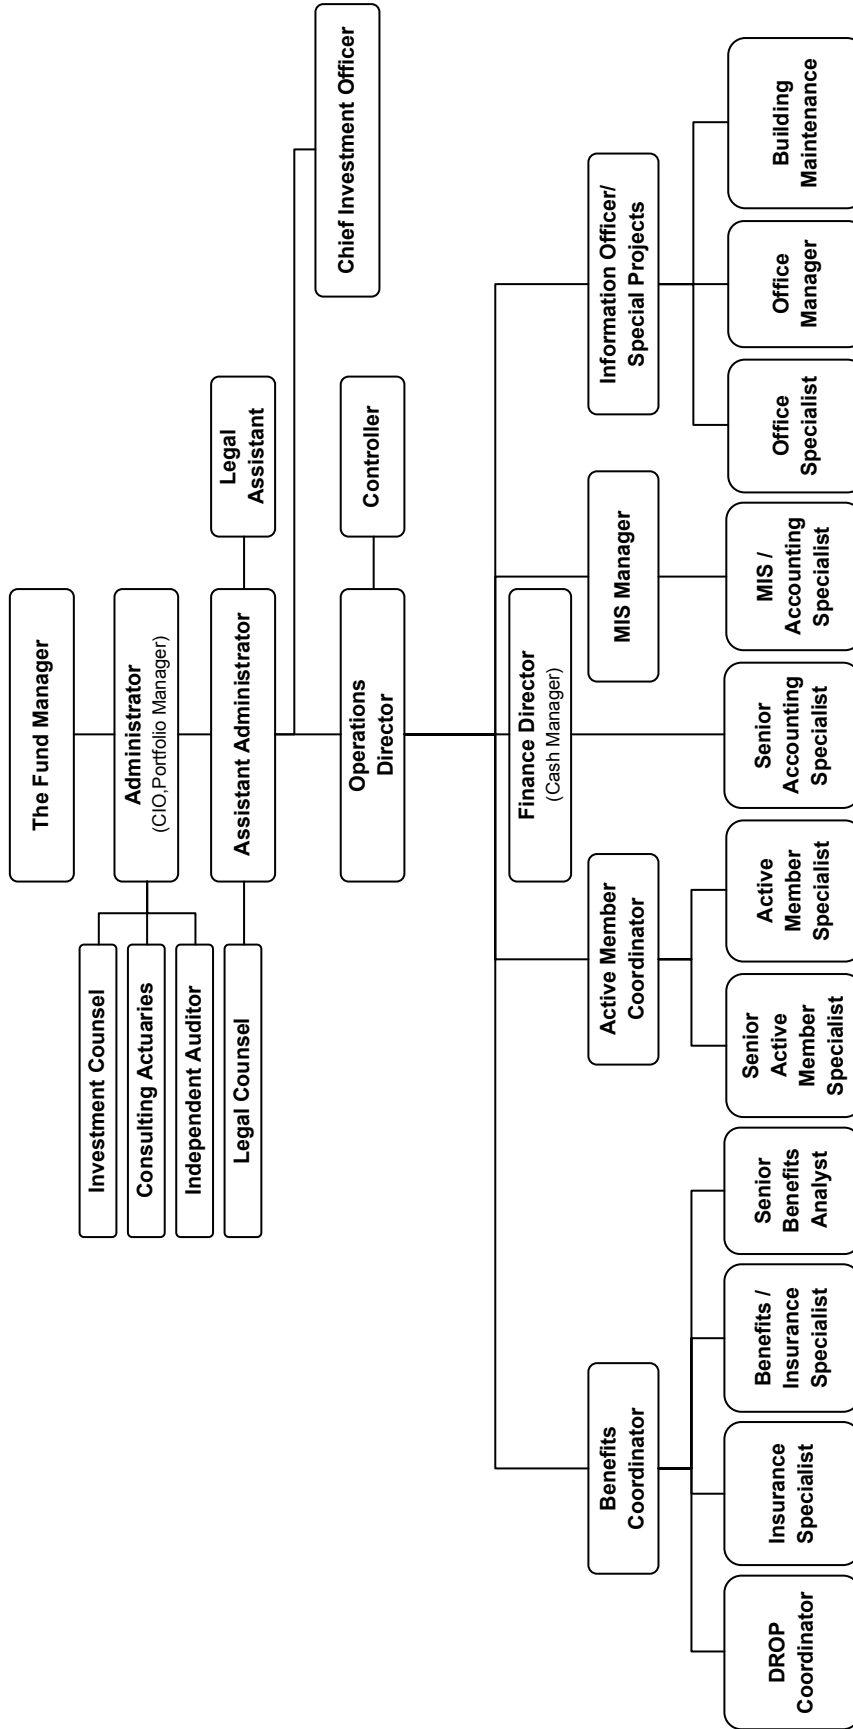 The Fund Manager
Administrator
(CIO,Portfolio Manager)
Investment Counsel
Consulting Actuaries
Independent Auditor
Legal Counsel
Assistant Administrator
Legal
Assistant
Chief Investment Officer
Operations
Director
Controller
Finance Director
(Cash Manager)
Benefits
Coordinator
Active Member
Coordinator
MIS Manager
Information Officer/
Special Projects
DROP
Coordinator
Insurance
Specialist
Benefits /
Insurance
Specialist
Senior
Benefits
Analyst
Senior
Active
Member
Specialist
Active
Member
Specialist
Senior
Accounting
Specialist
MIS /
Accounting
Specialist
Office
Specialist
Office
Manager
Building
Maintenance